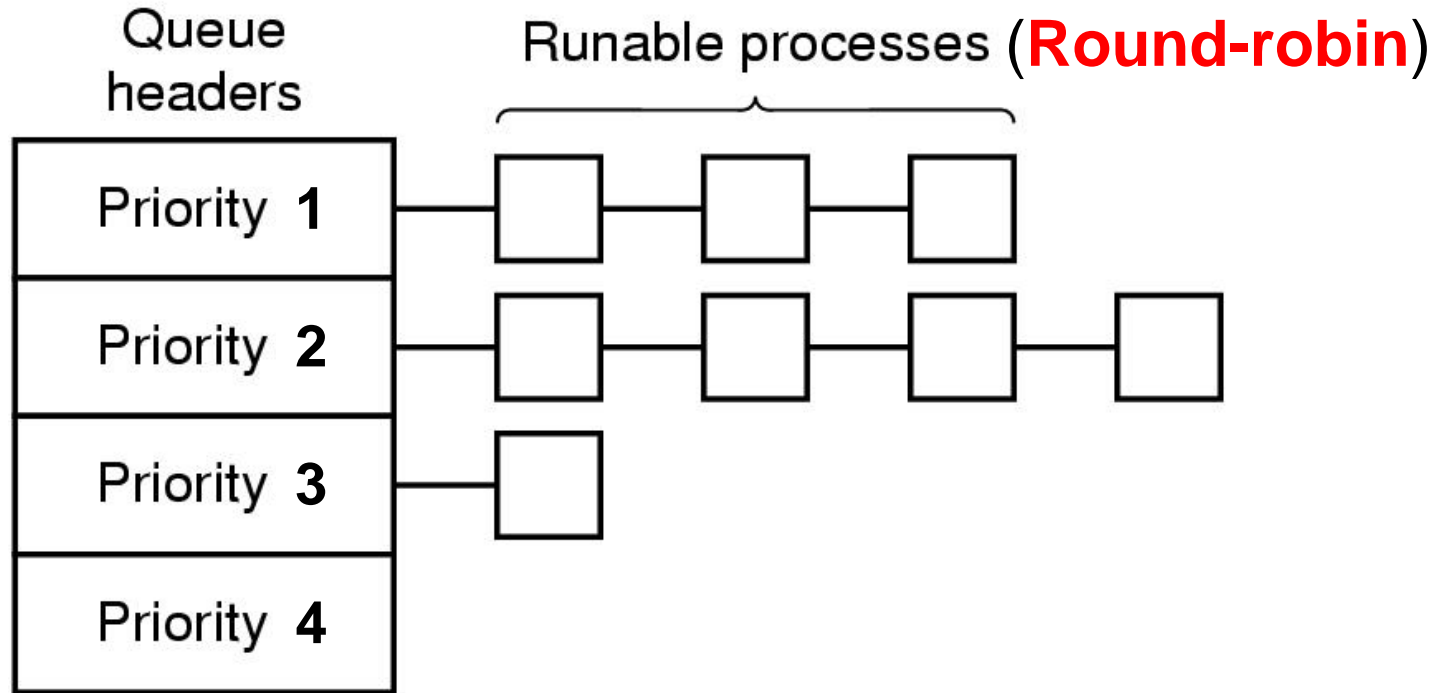 Queue
headers
Runable processes (Round-robin)
Priority 1
Priority 2
Priority 3
Priority 4